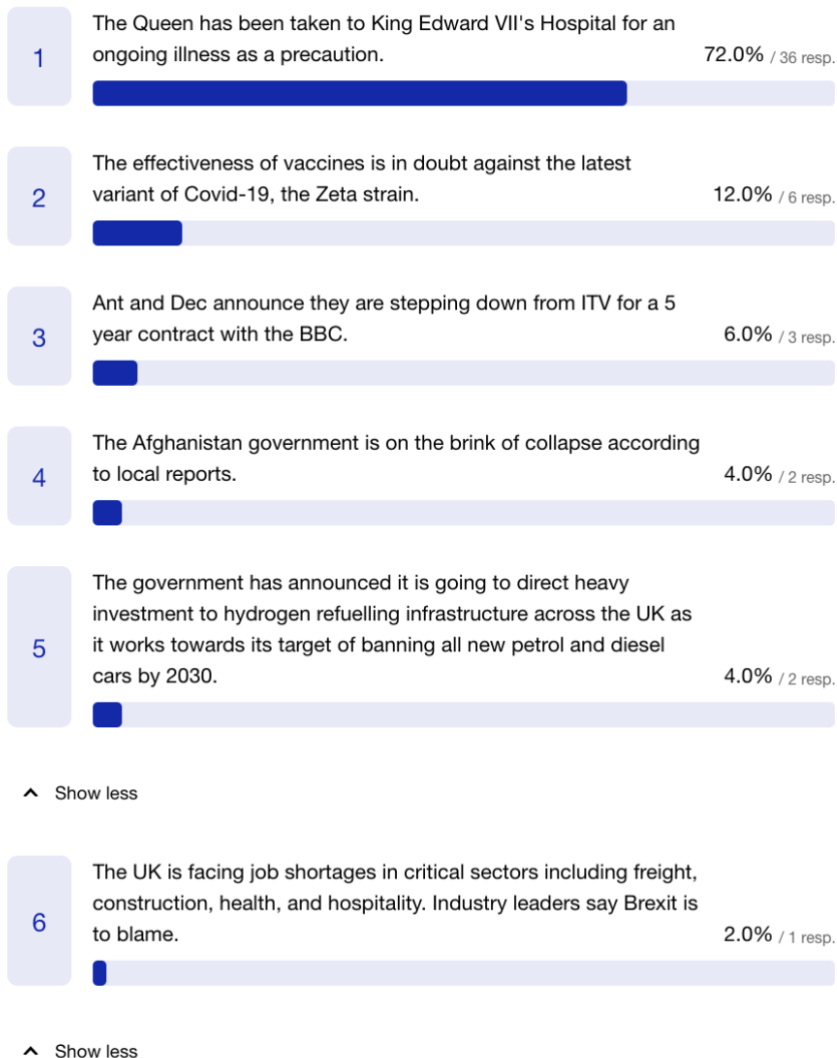 1
The Queen has been taken to King Edward VII's Hospital for an
ongoing illness as a precaution.
72.0% / 36 resp.
2
The effectiveness of vaccines is in doubt against the latest
variant of Covid-19, the Zeta strain.
12.0% / 6 resp.
3
Ant and Dec announce they are stepping down from ITV for a 5
year contract with the BBC.
6.0% / 3 resp.
4
The Afghanistan government is on the brink of collapse according
to local reports.
4.0% / 2 resp.
5
The government has announced it is going to direct heavy
investment to hydrogen refuelling infrastructure across the UK as
it works towards its target of banning all new petrol and diesel
cars by 2030.
4.0% / 2 resp.
Show less
6
The UK is facing job shortages in critical sectors including freight,
construction, health, and hospitality. Industry leaders say Brexit is
to blame.
2.0% / 1 resp.
Show less